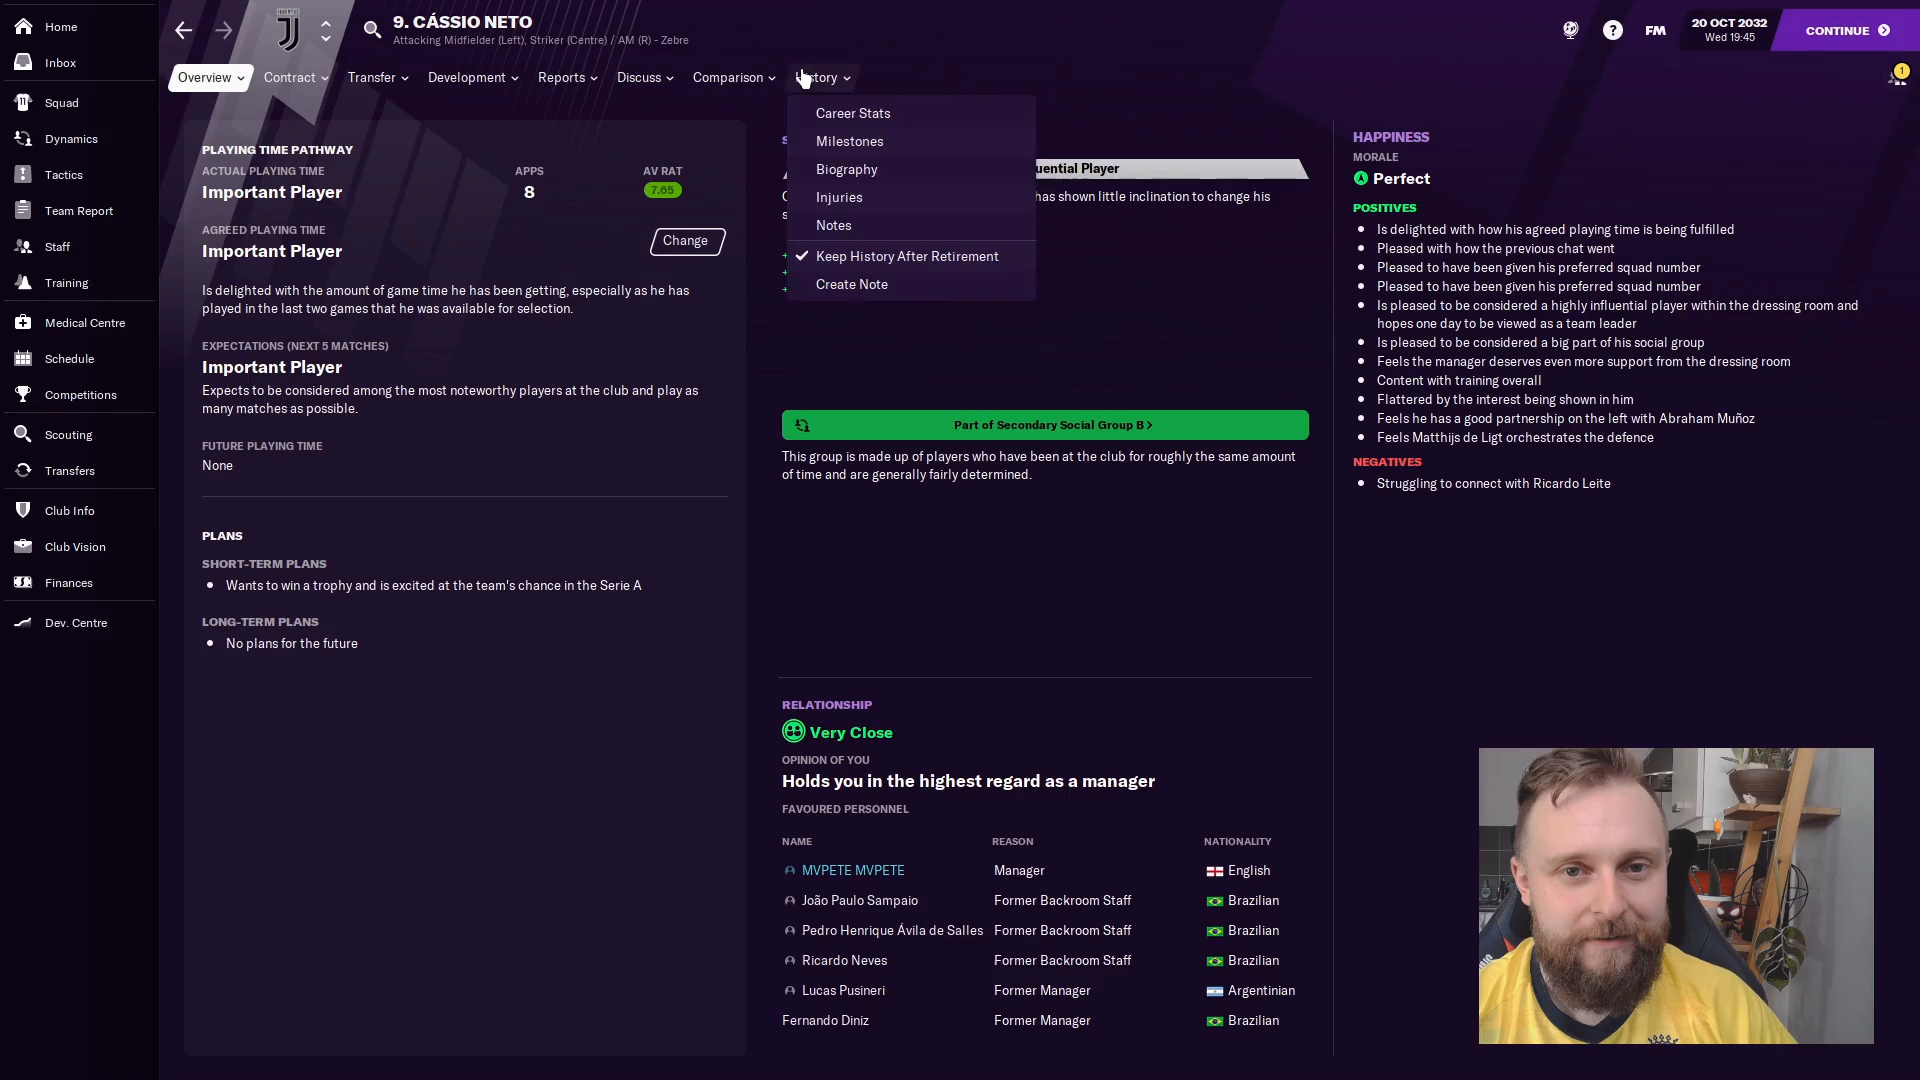 Home
Inbox
Squad
Dynamics
Tactics
Team Report
Staff
Training
Medical Centre
Schedule
Competitions
Scouting
Transfers
Club Info
Club Vision
Finances
Dev. Centre
JUVENTUS
9. CÁSSIO NETO
Attacking Midfielder (Left), Striker (Centre) / AM (R) - Zebre
?
FM
20 OCT 2032
Wed 19:45
CONTINUE
1
Overview
Contract
Transfer
Development
Reports
Discuss
Comparison
History
Career Stats
Milestones
Biography
Injuries
Notes
Keep History After Retirement
Create Note
PLAYING TIME PATHWAY
ACTUAL PLAYING TIME
APPS
AV RAT
Important Player
8
7.65
AGREED PLAYING TIME
Important Player
Change
Is delighted with the amount of game time he has been getting, especially as he has
played in the last two games that he was available for selection.
EXPECTATIONS (NEXT 5 MATCHES)
Important Player
Expects to be considered among the most noteworthy players at the club and play as
many matches as possible.
FUTURE PLAYING TIME
None
PLANS
SHORT-TERM PLANS
Wants to win a trophy and is excited at the team's chance in the Serie A
LONG-TERM PLANS
No plans for the future
uential Player
has shown little inclination to change his
Part of Secondary Social Group B >
This group is made up of players who have been at the club for roughly the same amount
of time and are generally fairly determined.
RELATIONSHIP
Very Close
OPINION OF YOU
Holds you in the highest regard as a manager
FAVOURED PERSONNEL
NAME REASON NATIONALITY
MVPETE MVPETE Manager English
João Paulo Sampaio Former Backroom Staff Brazilian
Pedro Henrique Ávila de Salles Former Backroom Staff Brazilian
Ricardo Neves Former Backroom Staff Brazilian
Lucas Pusineri Former Manager Argentinian
Fernando Diniz Former Manager Brazilian
HAPPINESS
MORALE
Perfect
POSITIVES
Is delighted with how his agreed playing time is being fulfilled
Pleased with how the previous chat went
Pleased to have been given his preferred squad number
Pleased to have been given his preferred squad number
Is pleased to be considered a highly influential player within the dressing room and
hopes one day to be viewed as a team leader
Is pleased to be considered a big part of his social group
Feels the manager deserves even more support from the dressing room
Content with training overall
Flattered by the interest being shown in him
Feels he has a good partnership on the left with Abraham Muñoz
Feels Matthijs de Ligt orchestrates the defence
NEGATIVES
Struggling to connect with Ricardo Leite